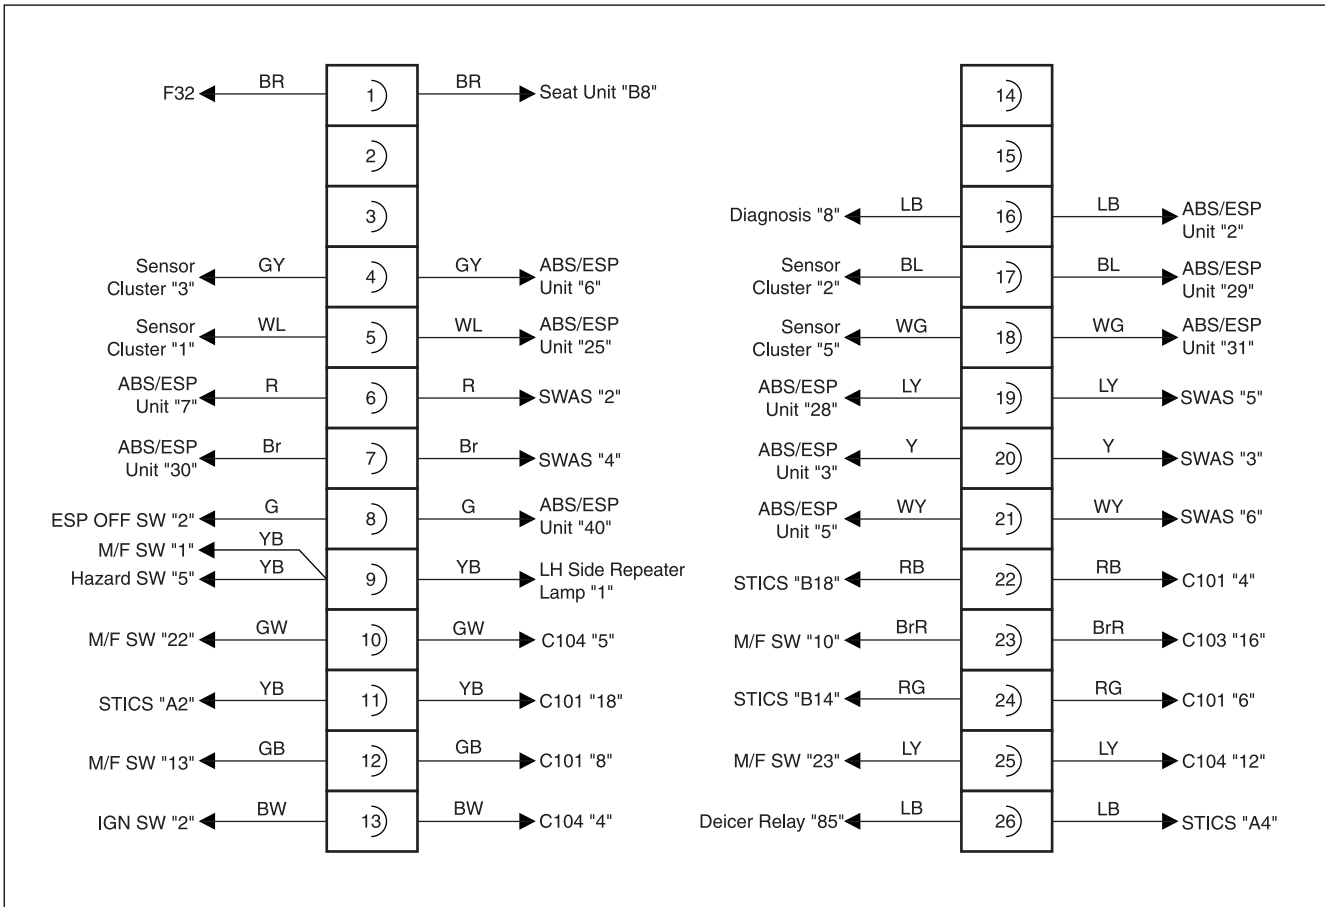 F32 BR 1 BR Seat Unit "B8"
2
3
Sensor
Cluster "3" GY 4 GY ABS/ESP
Unit "6"
Sensor
Cluster "1" WL 5 WL ABS/ESP
Unit "25"
ABS/ESP
Unit "7" R 6 R SWAS "2"
ABS/ESP
Unit "30" Br 7 Br SWAS "4"
ESP OFF SW "2" G 8 G ABS/ESP
Unit "40"
M/F SW "1" YB
Hazard SW "5" YB 9 YB LH Side Repeater
Lamp "1"
M/F SW "22" GW 10 GW C104 "5"
STICS "A2" YB 11 YB C101 "18"
M/F SW "13" GB 12 GB C101 "8"
IGN SW "2" BW 13 BW C104 "4"
14
15
Diagnosis "8" LB 16 LB ABS/ESP
Unit "2"
Sensor
Cluster "2" BL 17 BL ABS/ESP
Unit "29"
Sensor
Cluster "5" WG 18 WG ABS/ESP
Unit "31"
ABS/ESP
Unit "28" LY 19 LY SWAS "5"
ABS/ESP
Unit "3" Y 20 Y SWAS "3"
ABS/ESP
Unit "5" WY 21 WY SWAS "6"
STICS "B18" RB 22 RB C101 "4"
M/F SW "10" BrR 23 BrR C103 "16"
STICS "B14" RG 24 RG C101 "6"
M/F SW "23" LY 25 LY C104 "12"
Deicer Relay "85" LB 26 LB STICS "A4"